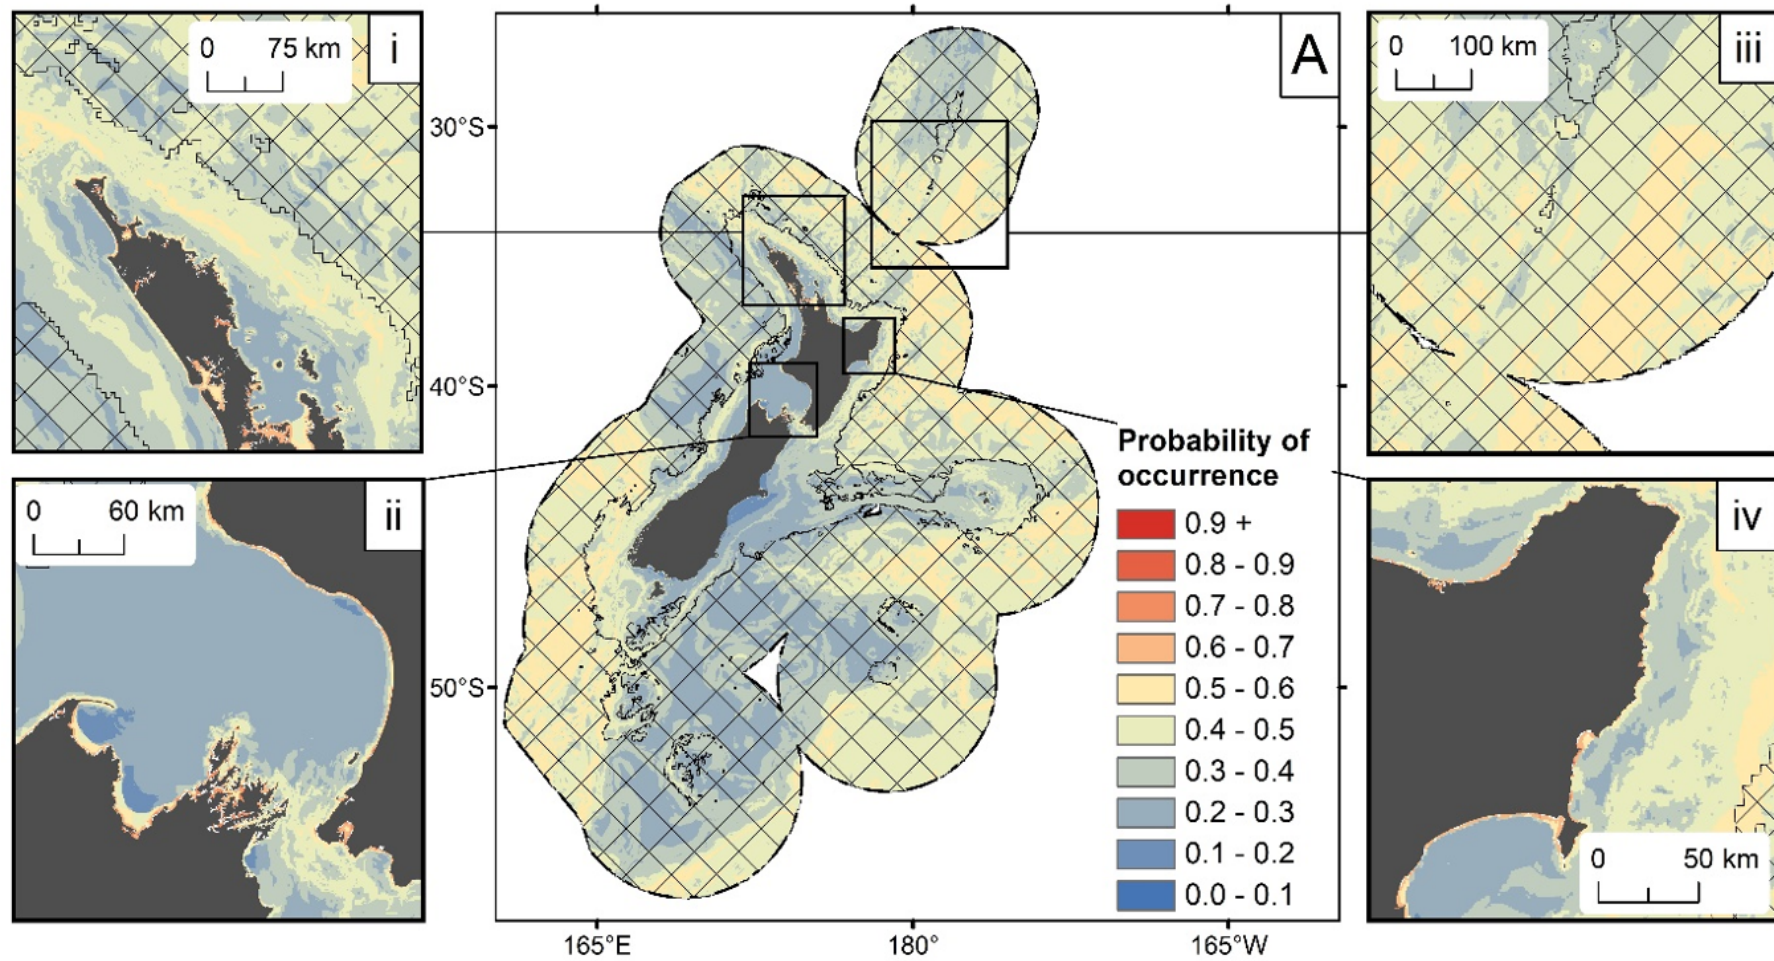 0 75 km
i
A
0 100 km
iii
30°S
40°S
50°S
0 60 km
ii
Probability of
occurrence
0.9 +
0.8 - 0.9
0.7 - 0.8
0.6 - 0.7
0.5 - 0.6
0.4 - 0.5
0.3 - 0.4
0.2 - 0.3
0.1 - 0.2
0.0 - 0.1
iv
0 50 km
165°E
180°
165°W